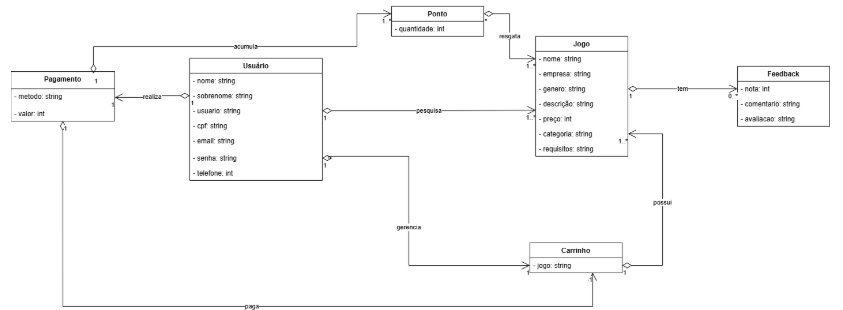 Ponto
- quantidade: int
1..*
*
acumula
resgata
1
1..*
Pagamento
- metodo: string
- valor: int
1
1
realiza
1
Usuário
- nome: string
- sobrenome: string
- usuario: string
- cpf: string
- email: string
- senha: string
- telefone: int
1
1
pesquisa
1..*
Jogo
- nome: string
- empresa: string
- genero: string
- descrição: string
- preço: int
- categoria: string
- requisitos: string
1
tem
0..*
1..*
Feedback
- nota: int
- comentario: string
- avaliacao: string
possui
gerencia
Carrinho
- jogo: string
1
1
1
paga